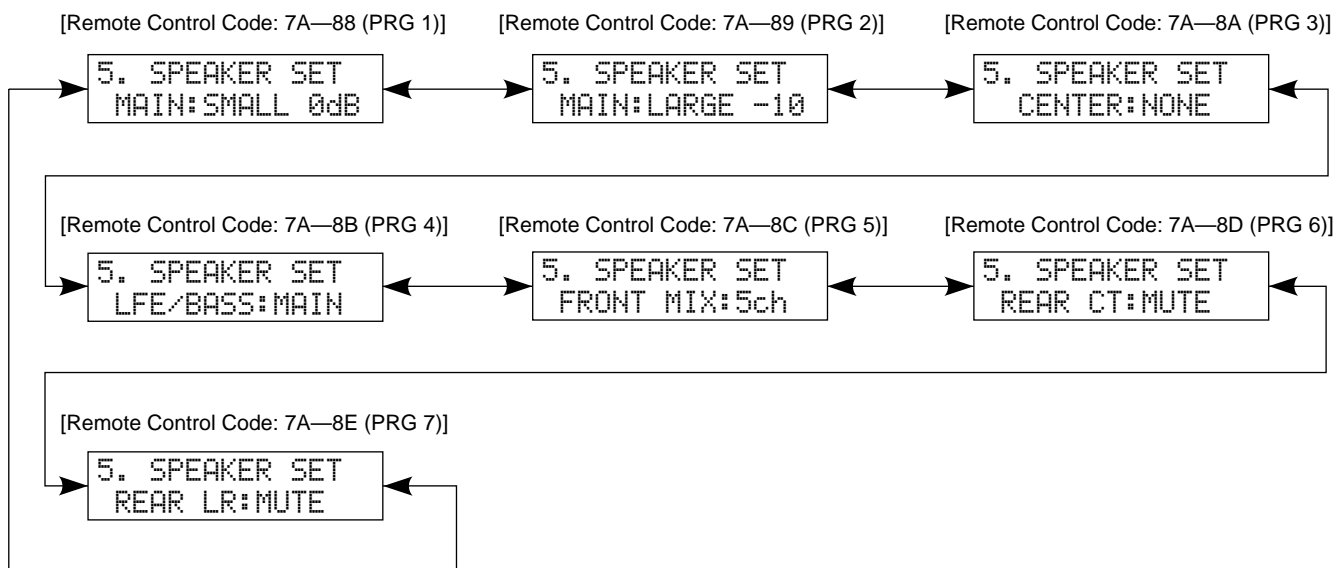 [Remote Control Code: 7A—88 (PRG 1)]
5. SPEAKER SET
MAIN:SMALL 0dB
[Remote Control Code: 7A—89 (PRG 2)]
5. SPEAKER SET
MAIN:LARGE -10
[Remote Control Code: 7A—8A (PRG 3)]
5. SPEAKER SET
CENTER:NONE
[Remote Control Code: 7A—8B (PRG 4)]
5. SPEAKER SET
LFE/BASS:MAIN
[Remote Control Code: 7A—8C (PRG 5)]
5. SPEAKER SET
FRONT MIX:5ch
[Remote Control Code: 7A—8D (PRG 6)]
5. SPEAKER SET
REAR CT:MUTE
[Remote Control Code: 7A—8E (PRG 7)]
5. SPEAKER SET
REAR LR:MUTE